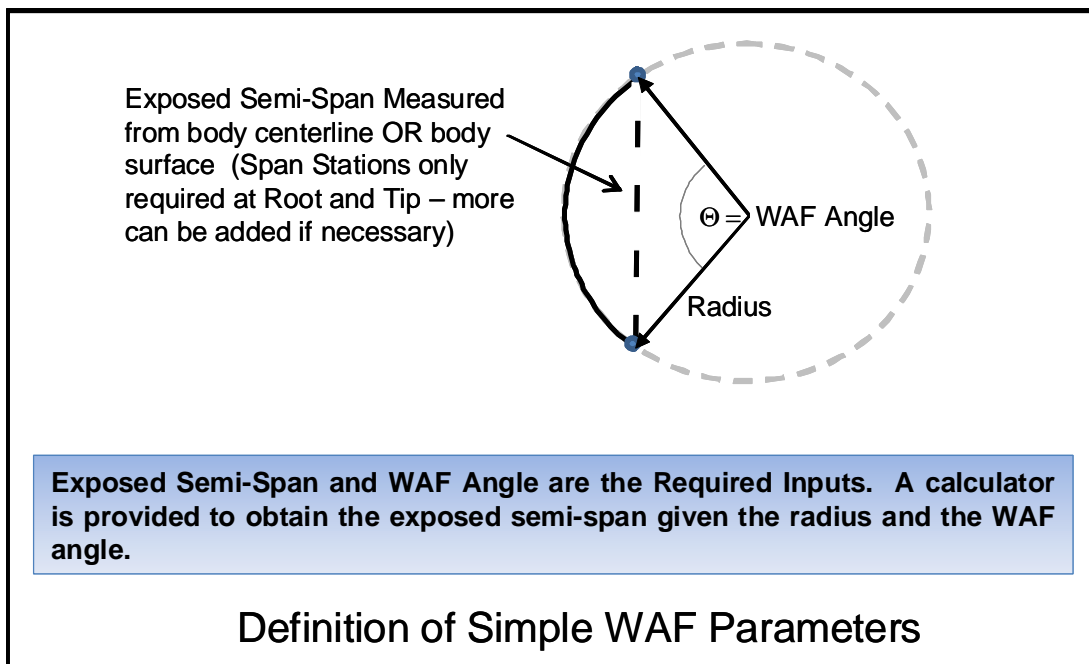 Exposed Semi-Span Measured
from body centerline OR body
surface (Span Stations only
required at Root and Tip – more
can be added if necessary)
Θ = WAF Angle
Radius
Exposed Semi-Span and WAF Angle are the Required Inputs. A calculator
is provided to obtain the exposed semi-span given the radius and the WAF
angle.
Definition of Simple WAF Parameters